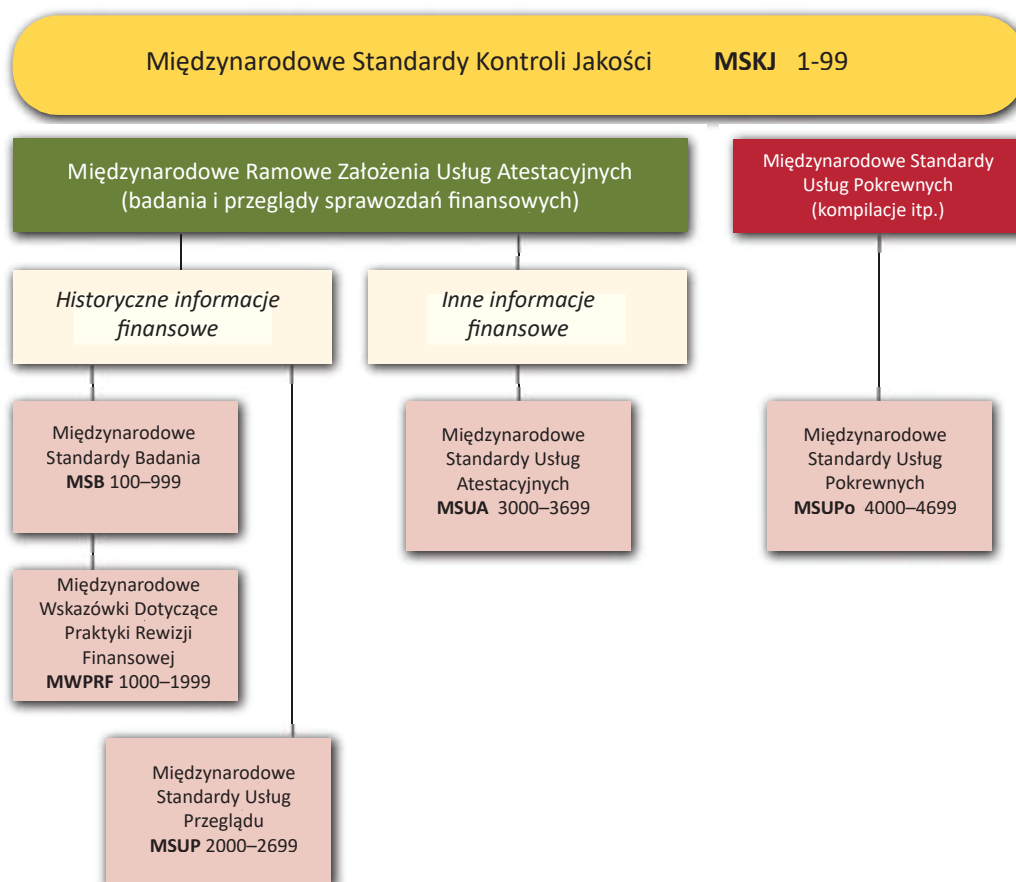 Międzynarodowe Standardy Kontroli Jakości MSKJ 1-99
Międzynarodowe Ramowe Założenia Usług Atestacyjnych
(badania i przeglądy sprawozdań finansowych)
Międzynarodowe Standardy
Usług Pokrewnych
(kompilacje itp.)
Historyczne informacje
finansowe
Inne informacje
finansowe
Międzynarodowe
Standardy Badania
MSB 100–999
Międzynarodowe
Standardy Usług
Atestacyjnych
MSUA 3000–3699
Międzynarodowe
Standardy Usług
Pokrewnych
MSUPo 4000–4699
Międzynarodowe
Wskazówki Dotyczące
Praktyki Rewizji
Finansowej
MWPRF 1000–1999
Międzynarodowe
Standardy Usług
Przeglądu
MSUP 2000–2699